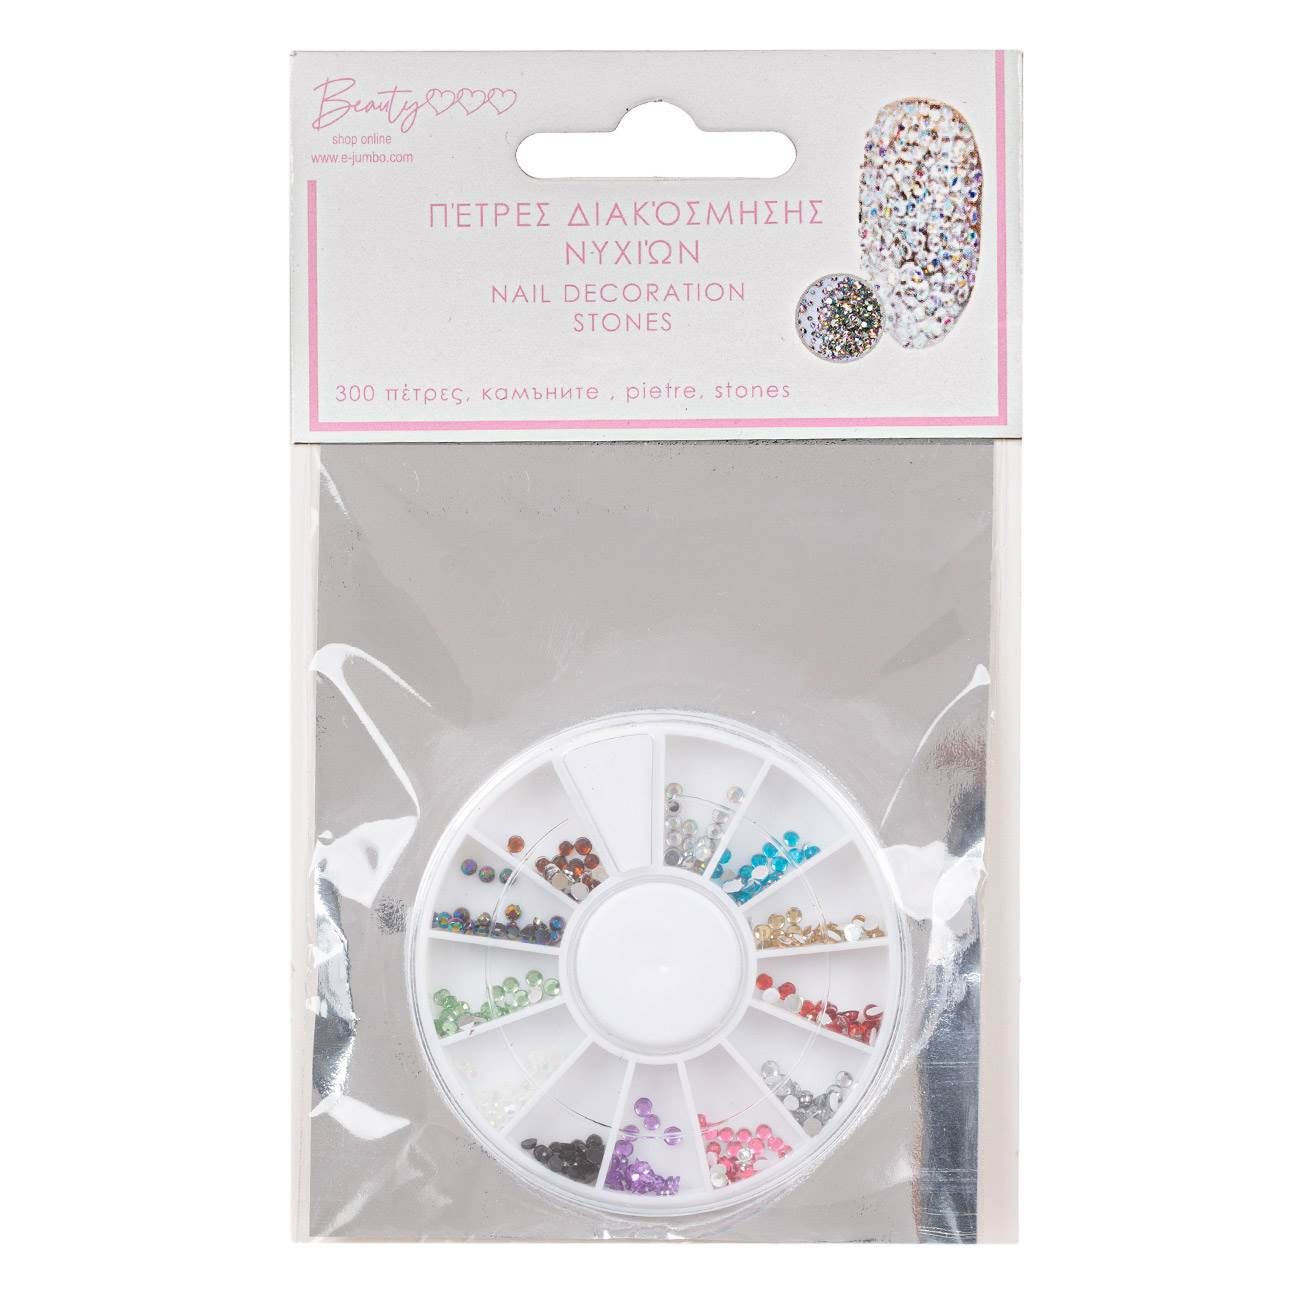 Beauty
shop online
www.e-jumbo.com
ΠΈΤΡΕΣ ΔΙΑΚΌΣΜΗΣΗΣ
ΝΥΧΙΏΝ
NAIL DECORATION
STONES
300 πέτρες, камъните , pietre, stones